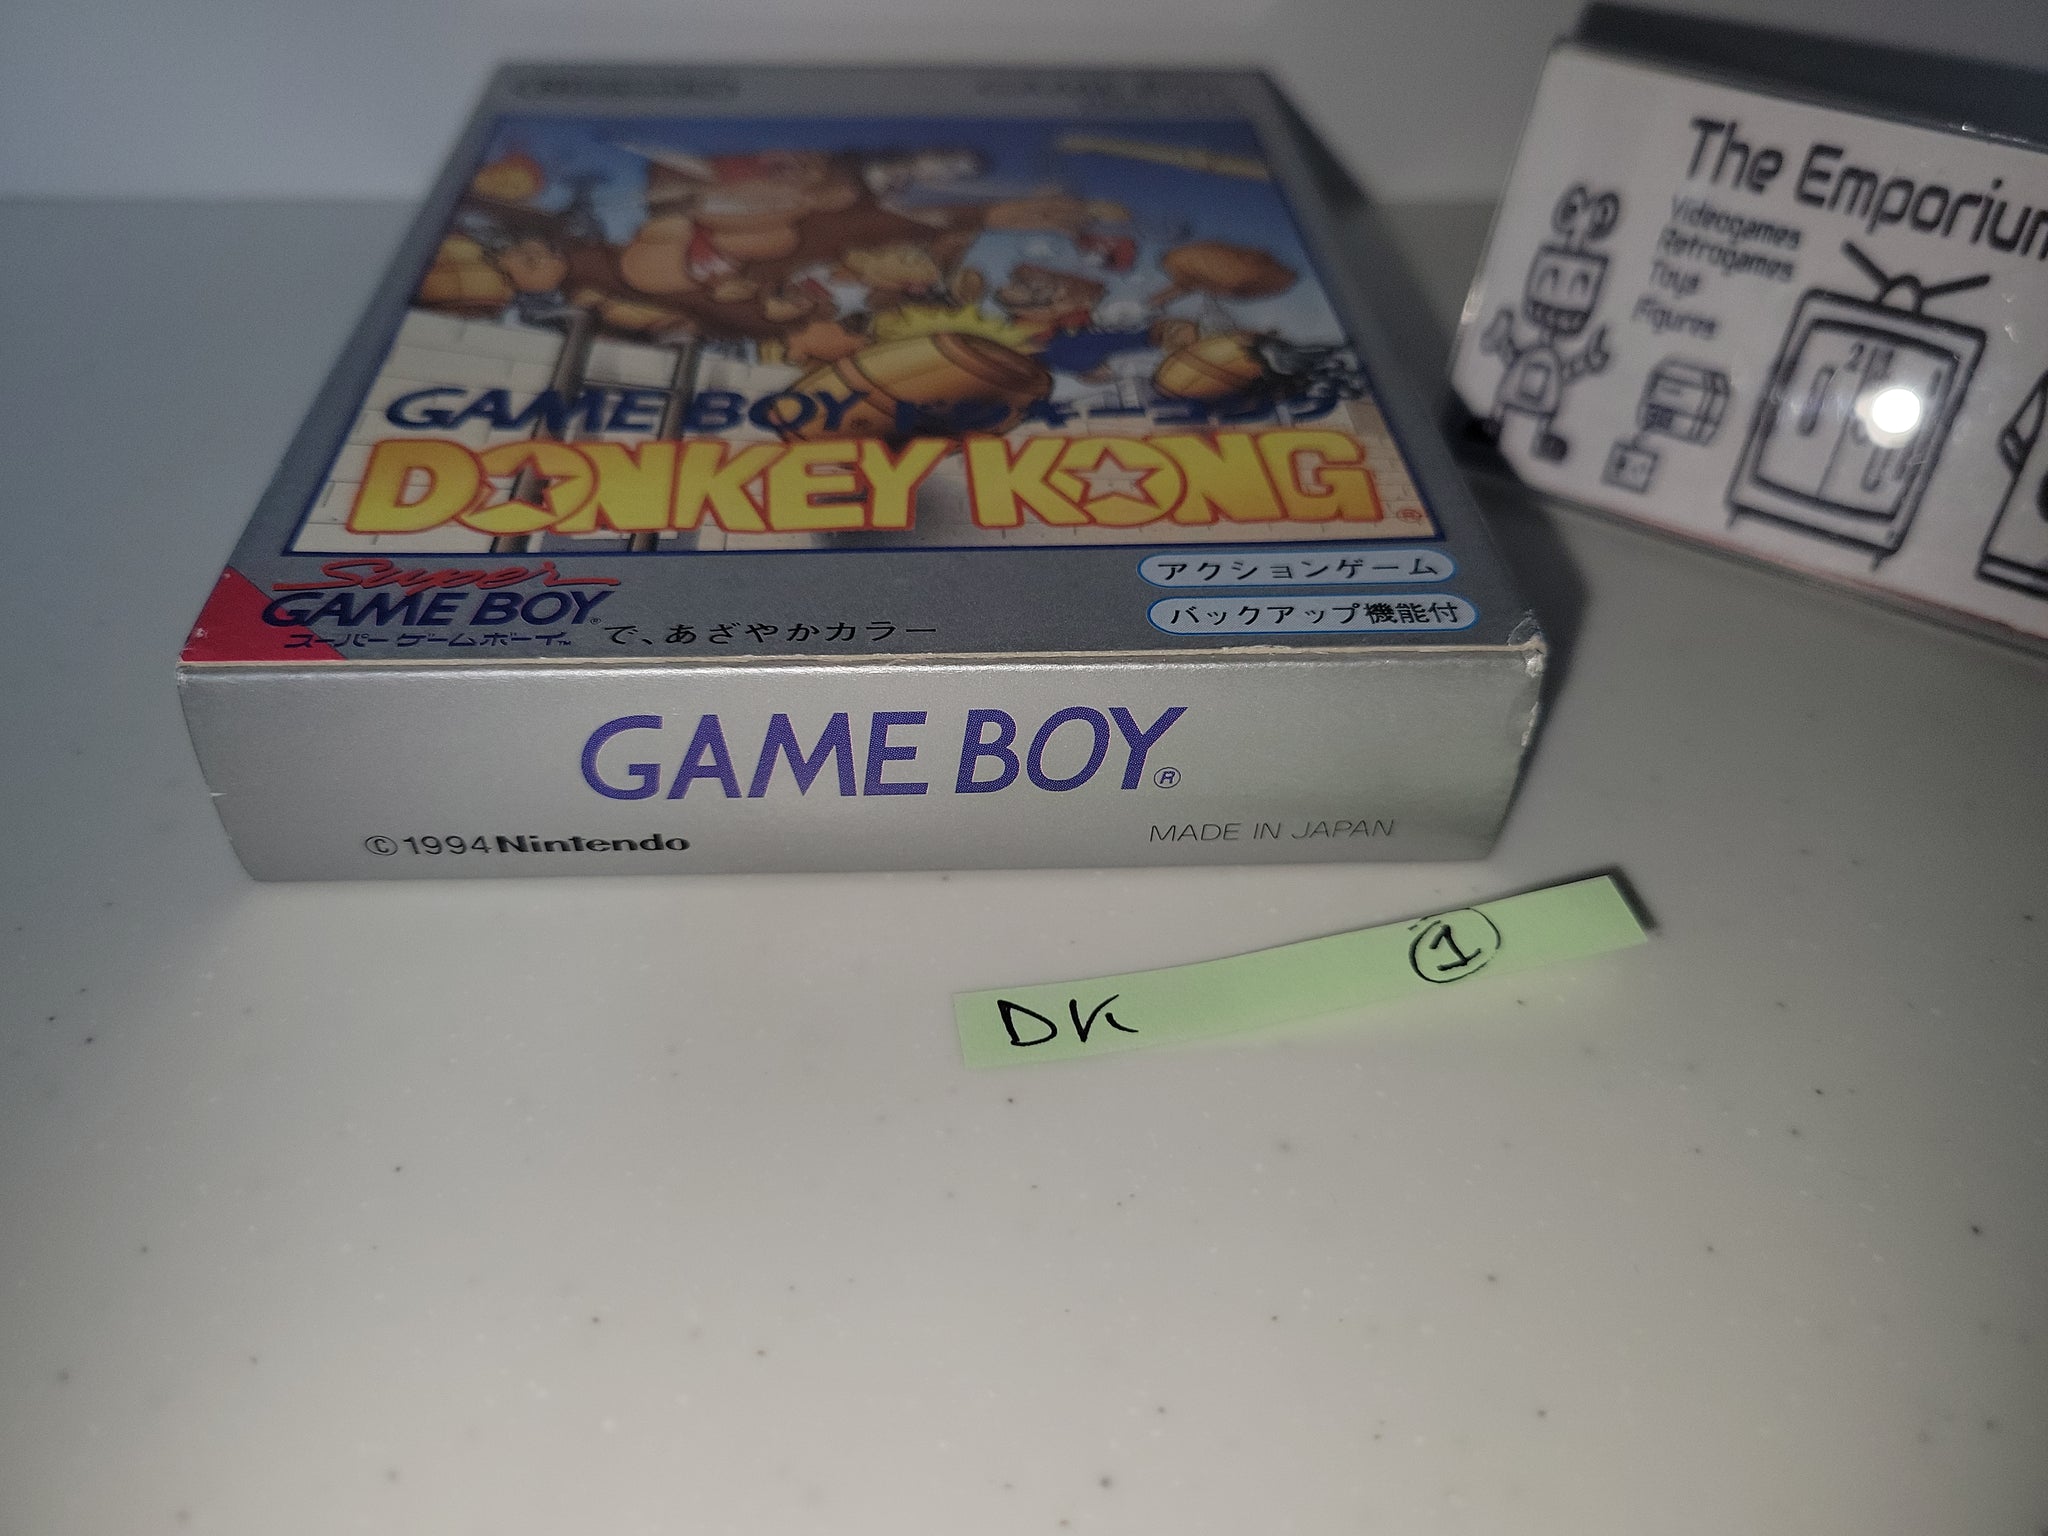 GAME BOY ドンキーコング
DONKEY KONG®
Super
GAME BOY®
スーパーゲームボーイ™ で、あざやかカラー
アクションゲーム
バックアップ機能付
GAME BOY®
©1994 Nintendo
MADE IN JAPAN
The Emporium
Videogames
Retrogames
Toys
Figures
DK ①